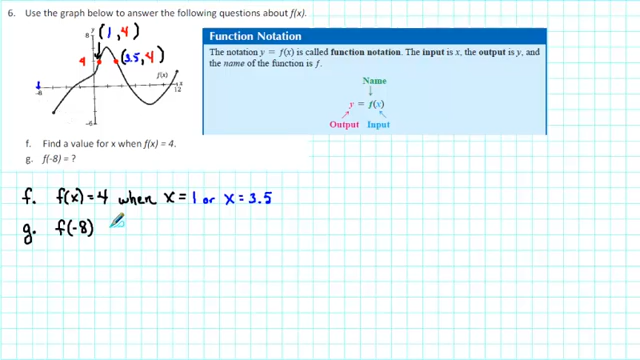 6. Use the graph below to answer the following questions about f(x).
y
8
(1,4)
4
(3.5,4)
f(x)
x
-8
12
-6
Function Notation
The notation y = f(x) is called function notation. The input is x, the output is y, and
the name of the function is f.
Name
y = f(x)
Output Input
f. Find a value for x when f(x) = 4.
g. f(-8) = ?
f. f(x) = 4 when x = 1 or x = 3.5
g. f(-8)